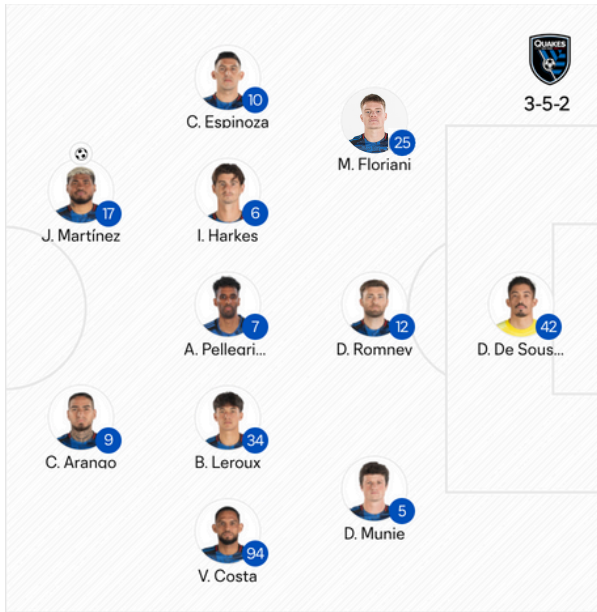 QUAKES
3-5-2
10
C. Espinoza
25
M. Floriani
17
J. Martínez
6
I. Harkes
7
A. Pellegri...
12
D. Romney
42
D. De Sous...
9
C. Arango
34
B. Leroux
5
D. Munie
94
V. Costa